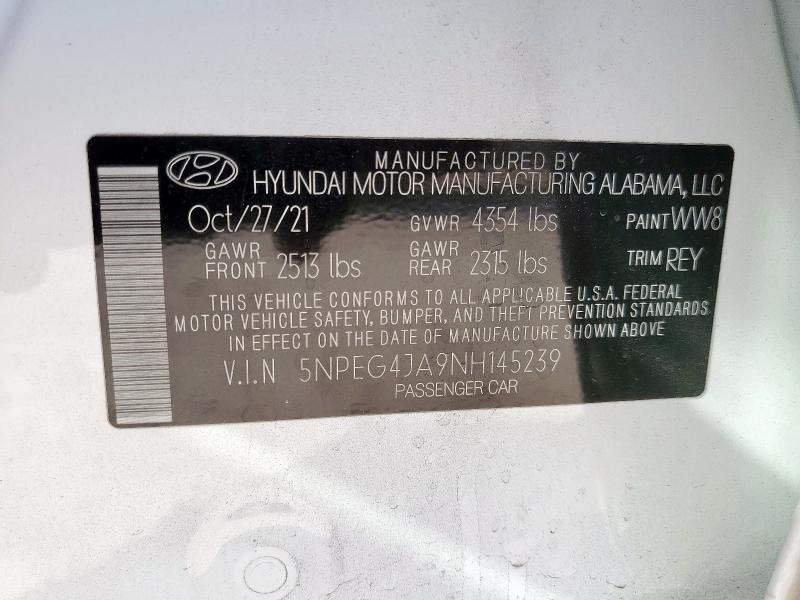 MANUFACTURED BY
HYUNDAI MOTOR MANUFACTURING ALABAMA, LLC
Oct/27/21 GVWR 4354 lbs PAINT WW8
GAWR FRONT 2513 lbs GAWR REAR 2315 lbs TRIM REY
THIS VEHICLE CONFORMS TO ALL APPLICABLE U.S.A. FEDERAL
MOTOR VEHICLE SAFETY, BUMPER, AND THEFT PREVENTION STANDARDS
IN EFFECT ON THE DATE OF MANUFACTURE SHOWN ABOVE
V.I.N 5NPEG4JA9NH145239
PASSENGER CAR